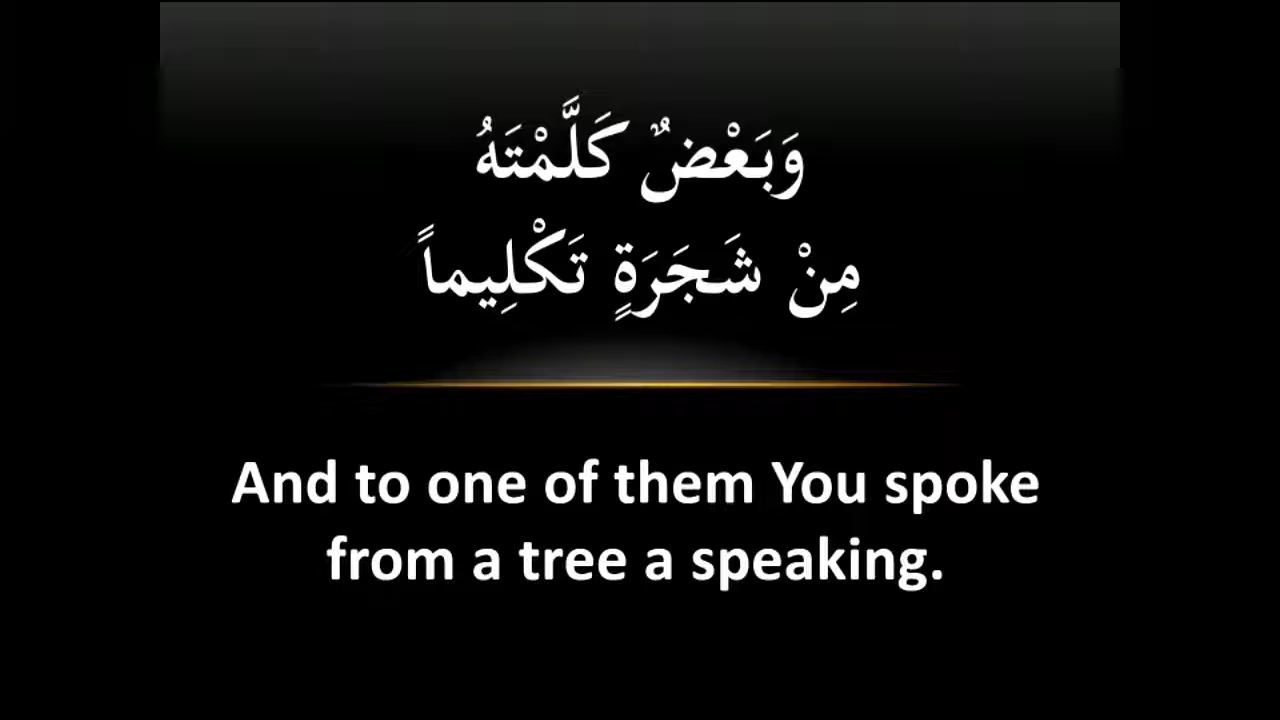 وَبَعْضٌ كَلَّمْتَهُ
مِنْ شَجَرَةٍ تَكْلِيماً
And to one of them You spoke
from a tree a speaking.